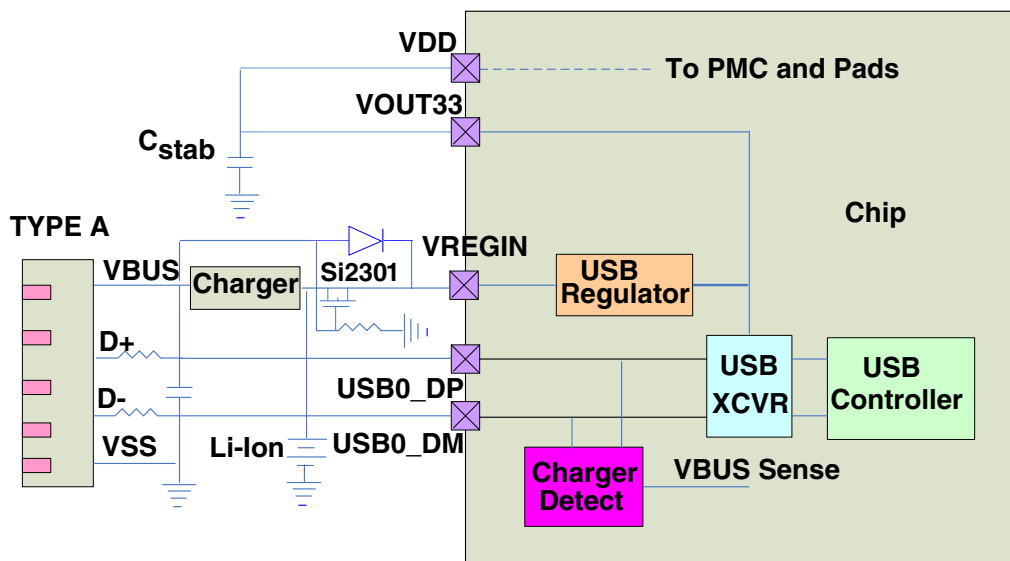 VDD
To PMC and Pads
VOUT33
Cstab
Chip
TYPE A
VREGIN
VBUS
Charger
Si2301
USB
Regulator
D+
USB0_DP
USB
XCVR
USB
Controller
D-
USB0_DM
VSS
Li-Ion
Charger
Detect
VBUS Sense